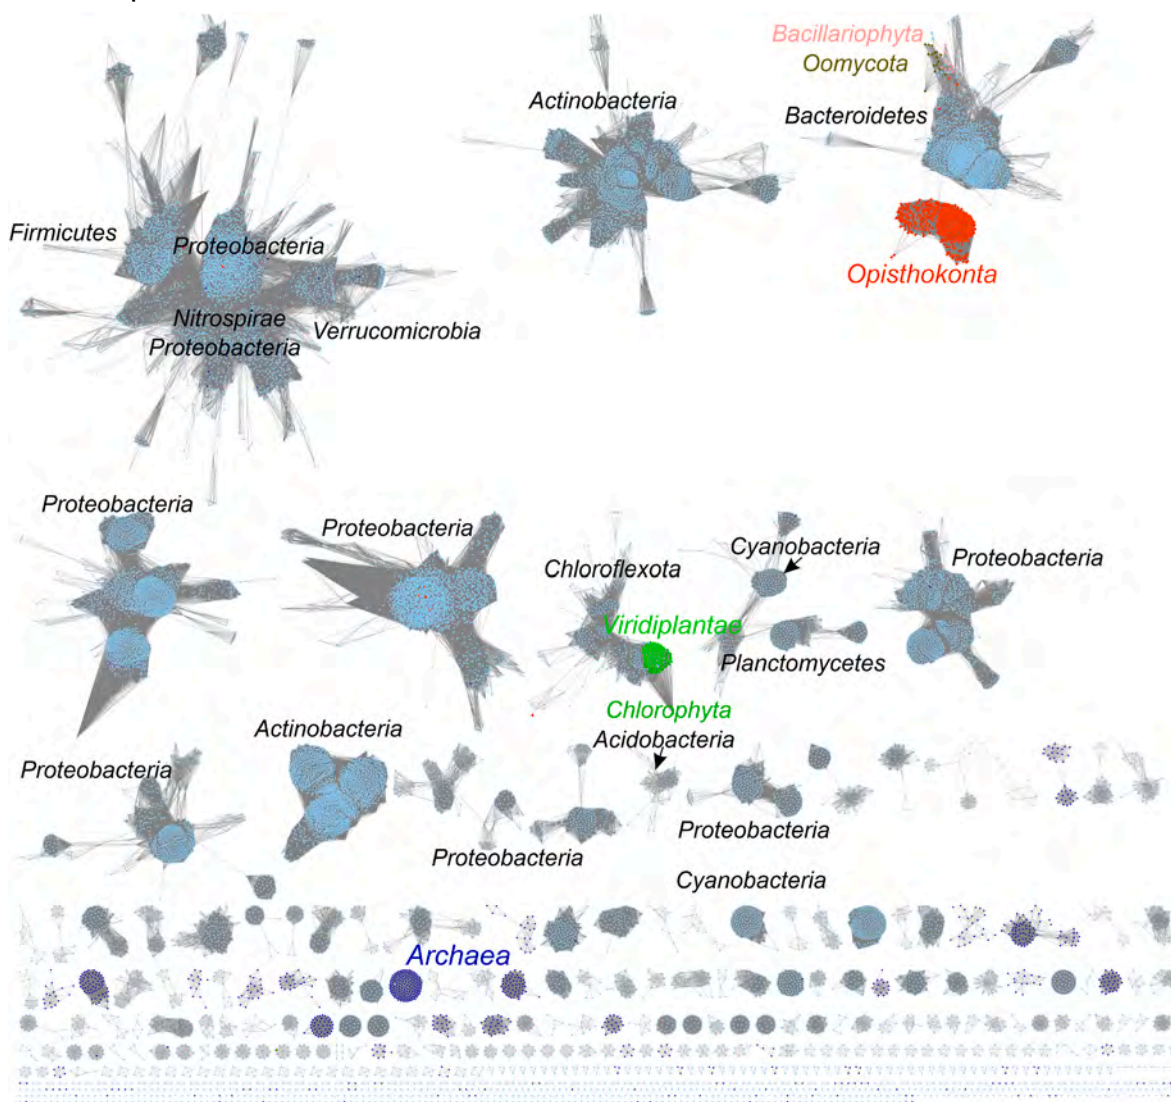 Bacillariophyta
Oomycota
Actinobacteria
Bacteroidetes
Firmicutes
Proteobacteria
Opisthokonta
Nitrospirae
Verrucomicrobia
Proteobacteria
Proteobacteria
Proteobacteria
Cyanobacteria
Proteobacteria
Chloroflexota
Viridiplantae
Planctomycetes
Chlorophyta
Actinobacteria
Acidobacteria
Proteobacteria
Proteobacteria
Proteobacteria
Cyanobacteria
Archaea